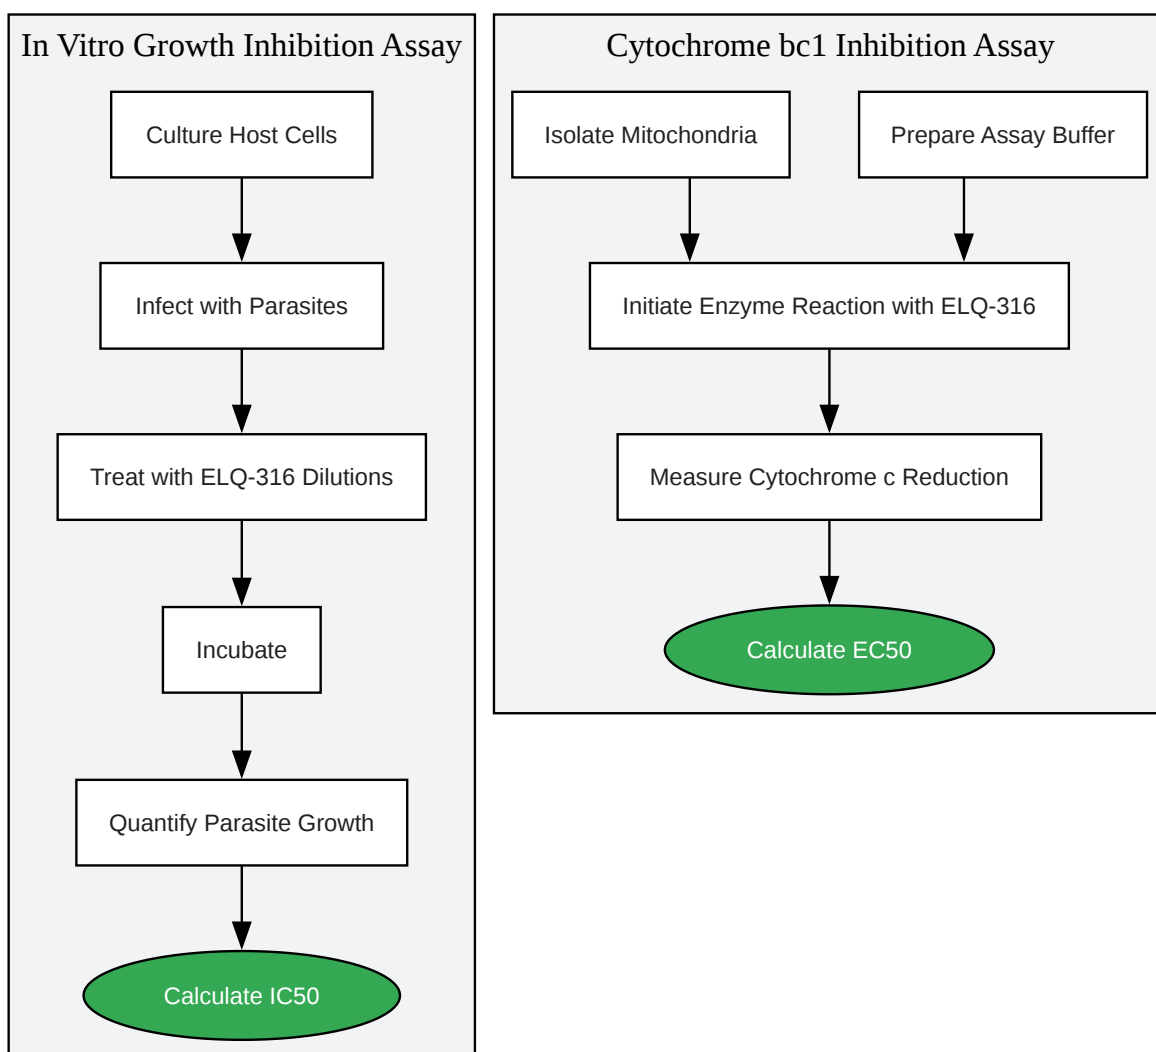 In Vitro Growth Inhibition Assay
Culture Host Cells
Infect with Parasites
Treat with ELQ-316 Dilutions
Incubate
Quantify Parasite Growth
Calculate IC50
Cytochrome bc1 Inhibition Assay
Isolate Mitochondria
Prepare Assay Buffer
Initiate Enzyme Reaction with ELQ-316
Measure Cytochrome c Reduction
Calculate EC50